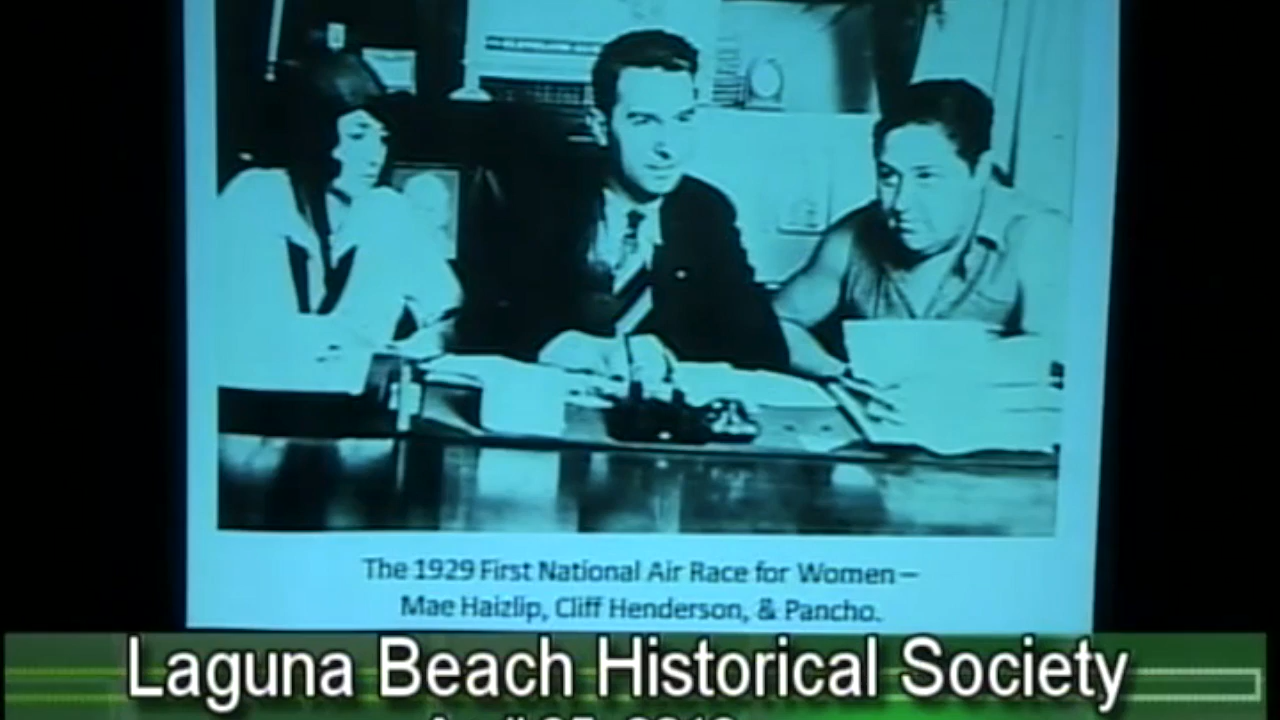 The 1929 First National Air Race for Women –
Mae Haizlip, Cliff Henderson, & Pancho.
Laguna Beach Historical Society